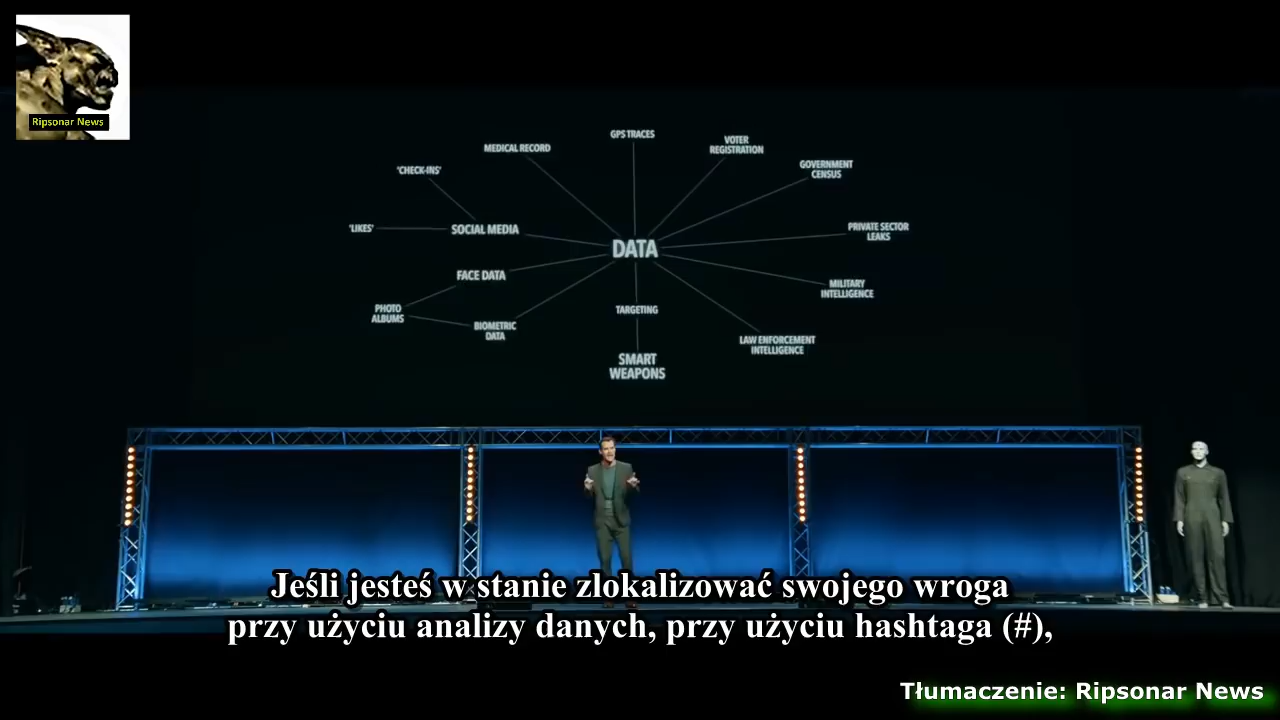 Ripsonar News
GPS TRACES
MEDICAL RECORD
VOTER
REGISTRATION
'CHECK-INS'
GOVERNMENT
CENSUS
'LIKES'
SOCIAL MEDIA
PRIVATE SECTOR
LEAKS
DATA
FACE DATA
MILITARY
INTELLIGENCE
PHOTO
ALBUMS
TARGETING
BIOMETRIC
DATA
LAW ENFORCEMENT
INTELLIGENCE
SMART
WEAPONS
Jeśli jesteś w stanie zlokalizować swojego wroga
przy użyciu analizy danych, przy użyciu hashtaga (#),
Tłumaczenie: Ripsonar News